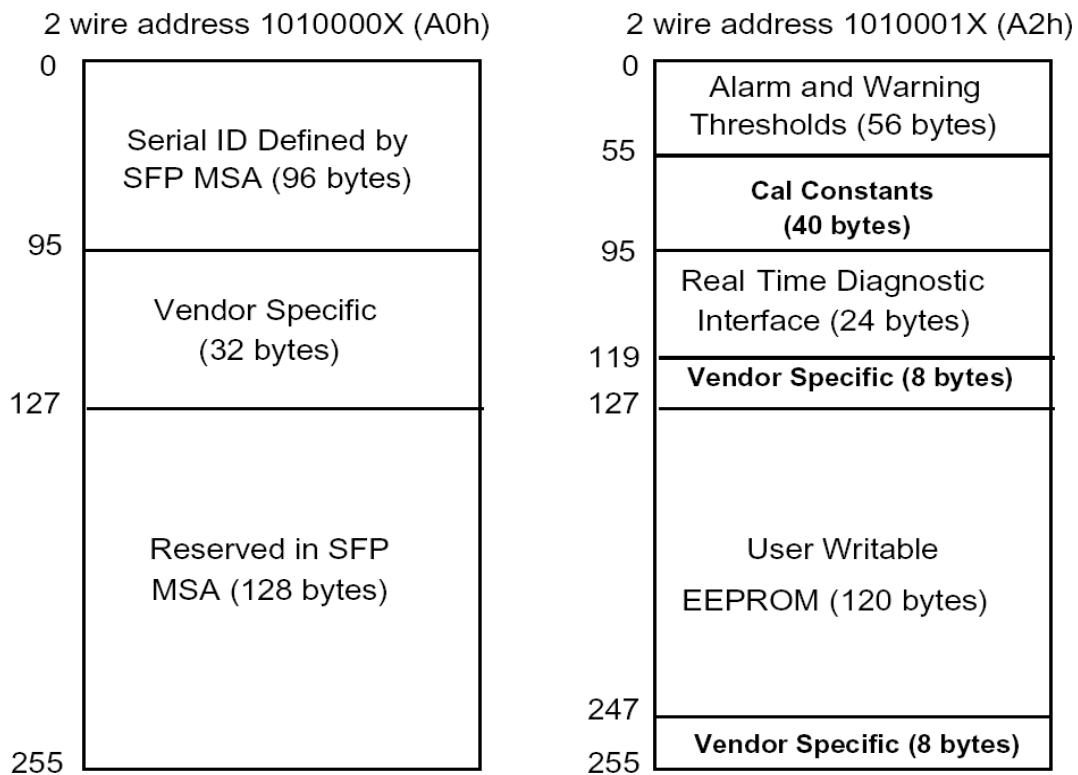 2 wire address 1010000X (A0h)
0
Serial ID Defined by
SFP MSA (96 bytes)
95
Vendor Specific
(32 bytes)
127
Reserved in SFP
MSA (128 bytes)
255
2 wire address 1010001X (A2h)
0
Alarm and Warning
Thresholds (56 bytes)
55
Cal Constants
(40 bytes)
95
Real Time Diagnostic
Interface (24 bytes)
119
Vendor Specific (8 bytes)
127
User Writable
EEPROM (120 bytes)
247
Vendor Specific (8 bytes)
255